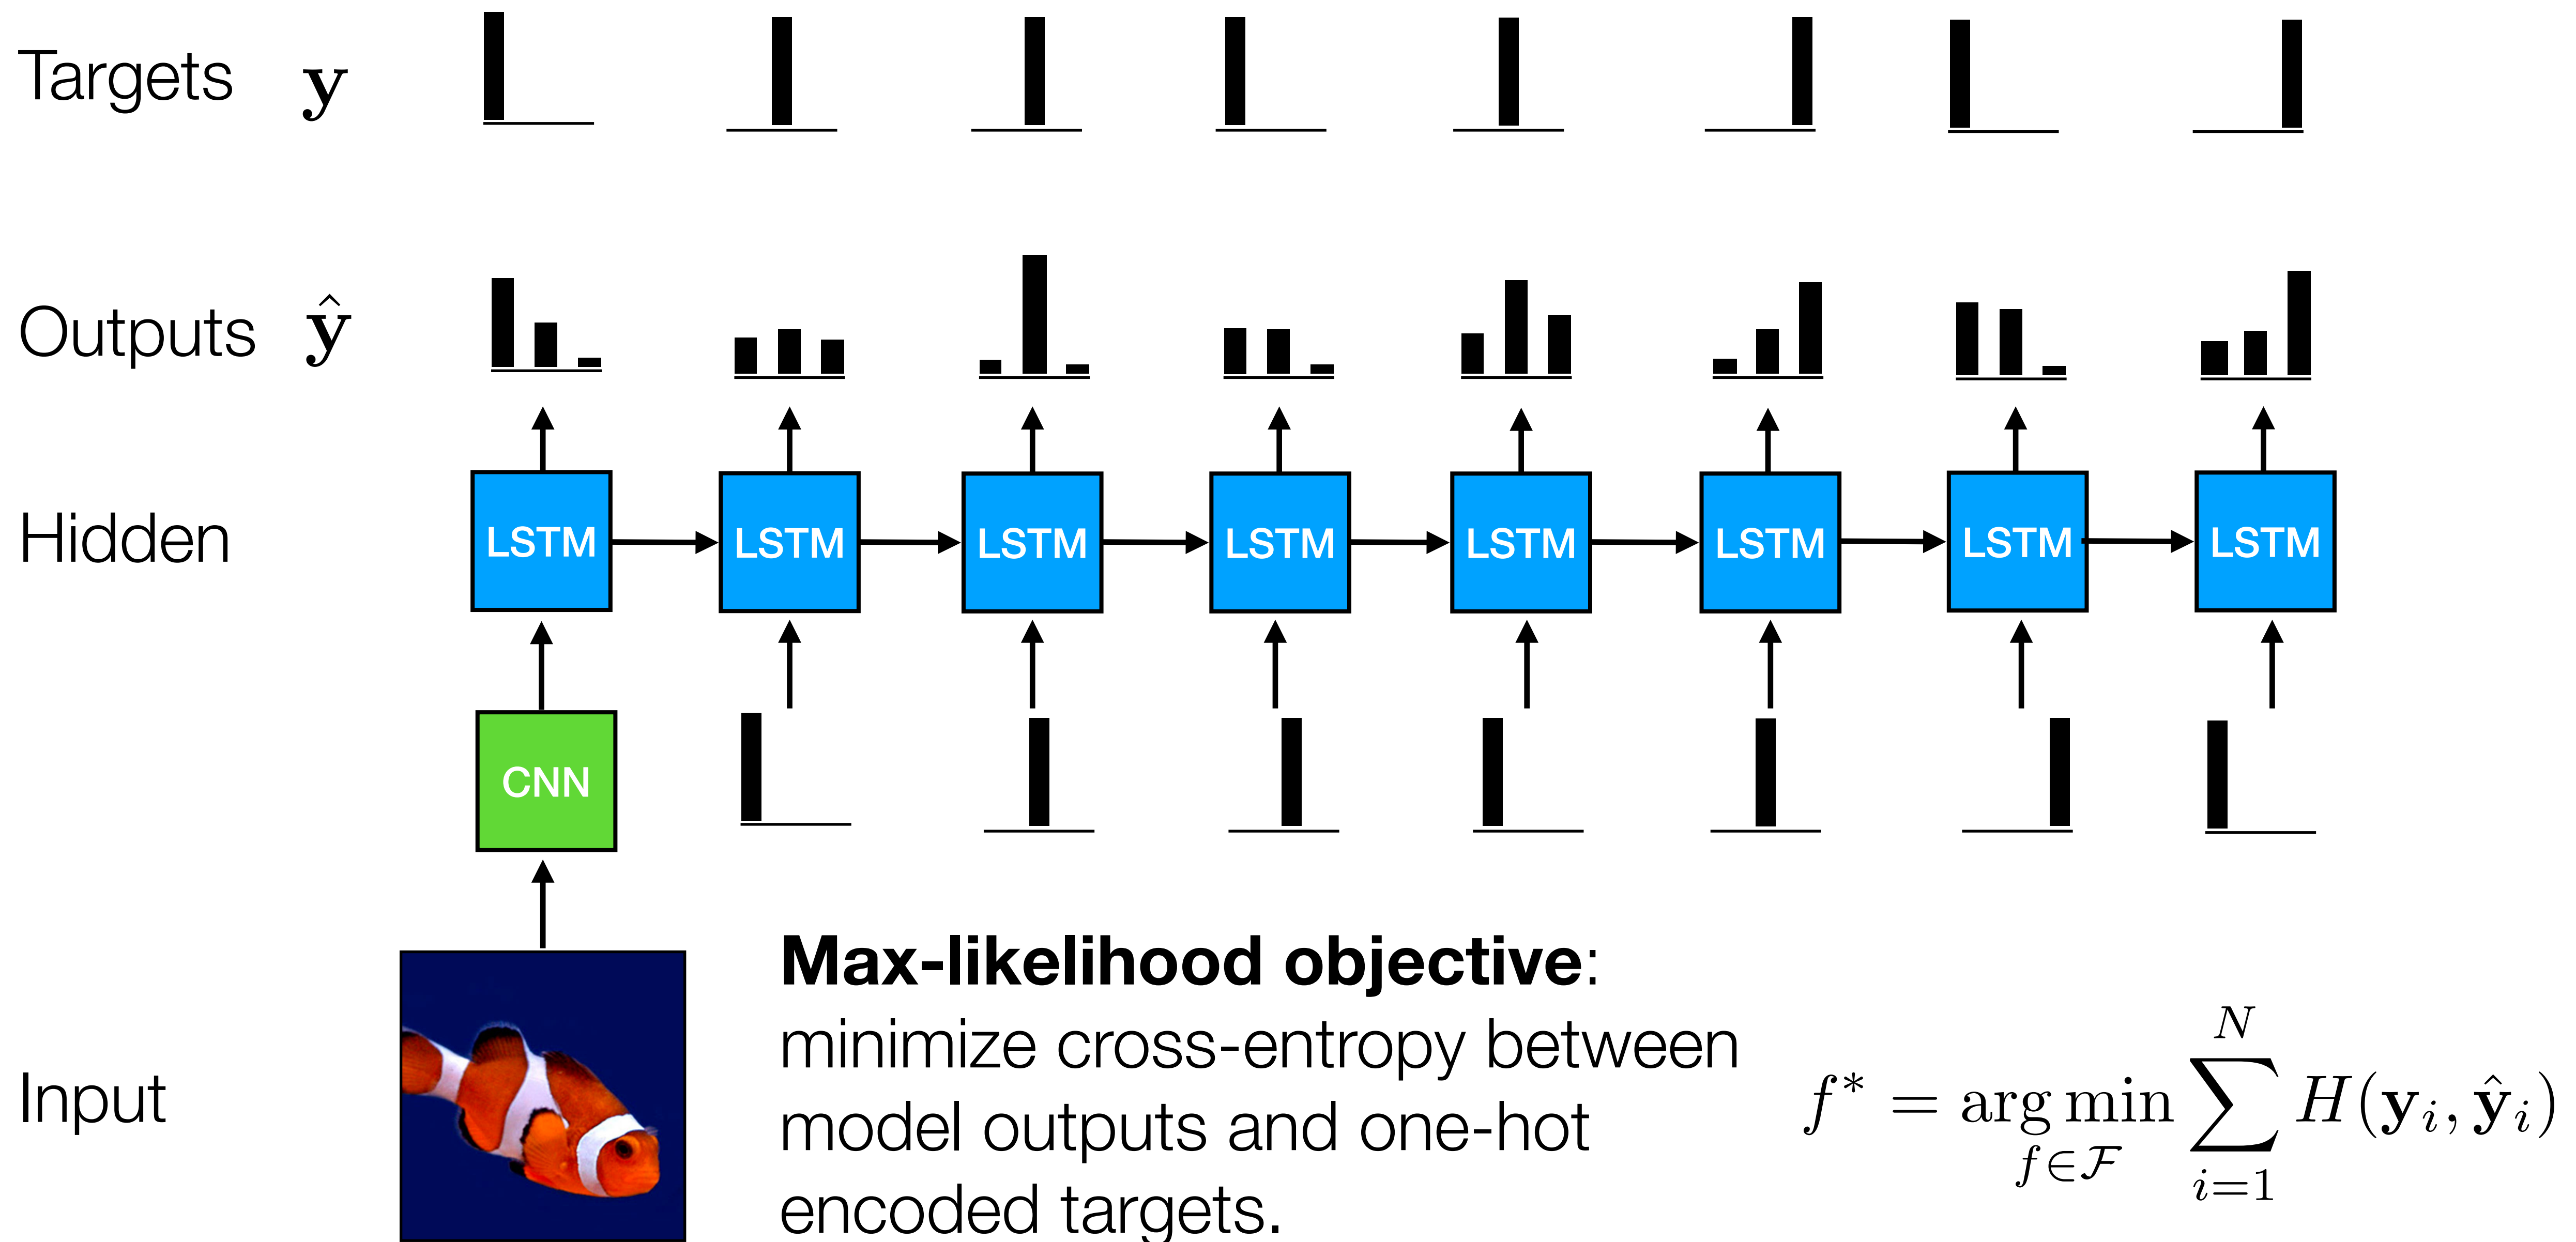 Targets y
Outputs ŷ
Hidden
LSTM LSTM LSTM LSTM LSTM LSTM LSTM LSTM
CNN
Input
Max-likelihood objective:
minimize cross-entropy between
model outputs and one-hot
encoded targets.
f* = arg min_{f∈𝓕} ∑_{i=1}^{N} H(y_i, ŷ_i)